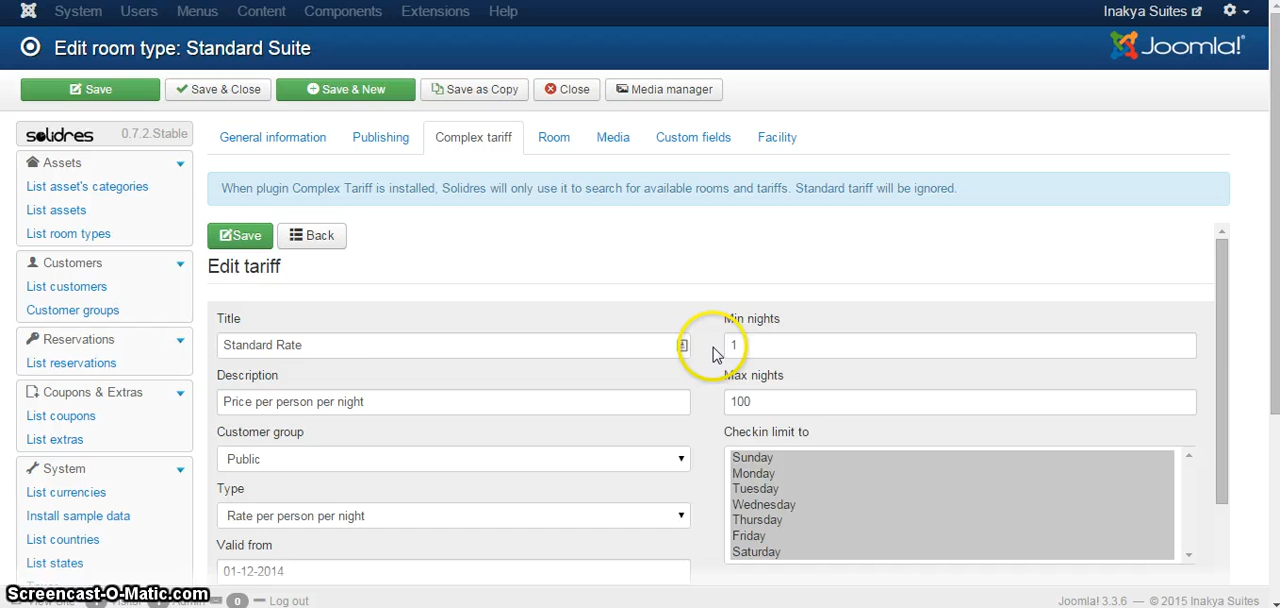 System Users Menus Content Components Extensions Help Inakya Suites
Edit room type: Standard Suite Joomla!
Save Save & Close Save & New Save as Copy Close Media manager
solidres 0.7.2.Stable
General information Publishing Complex tariff Room Media Custom fields Facility
Assets
List asset's categories
List assets
List room types
Customers
List customers
Customer groups
Reservations
List reservations
Coupons & Extras
List coupons
List extras
System
List currencies
Install sample data
List countries
List states
When plugin Complex Tariff is installed, Solidres will only use it to search for available rooms and tariffs. Standard tariff will be ignored.
Save Back
Edit tariff
Title
Standard Rate
Description
Price per person per night
Customer group
Public
Type
Rate per person per night
Valid from
01-12-2014
Min nights
1
Max nights
100
Checkin limit to
Sunday
Monday
Tuesday
Wednesday
Thursday
Friday
Saturday
Screencast-O-Matic.com
0 Log out
Joomla! 3.3.6 — © 2015 Inakya Suites